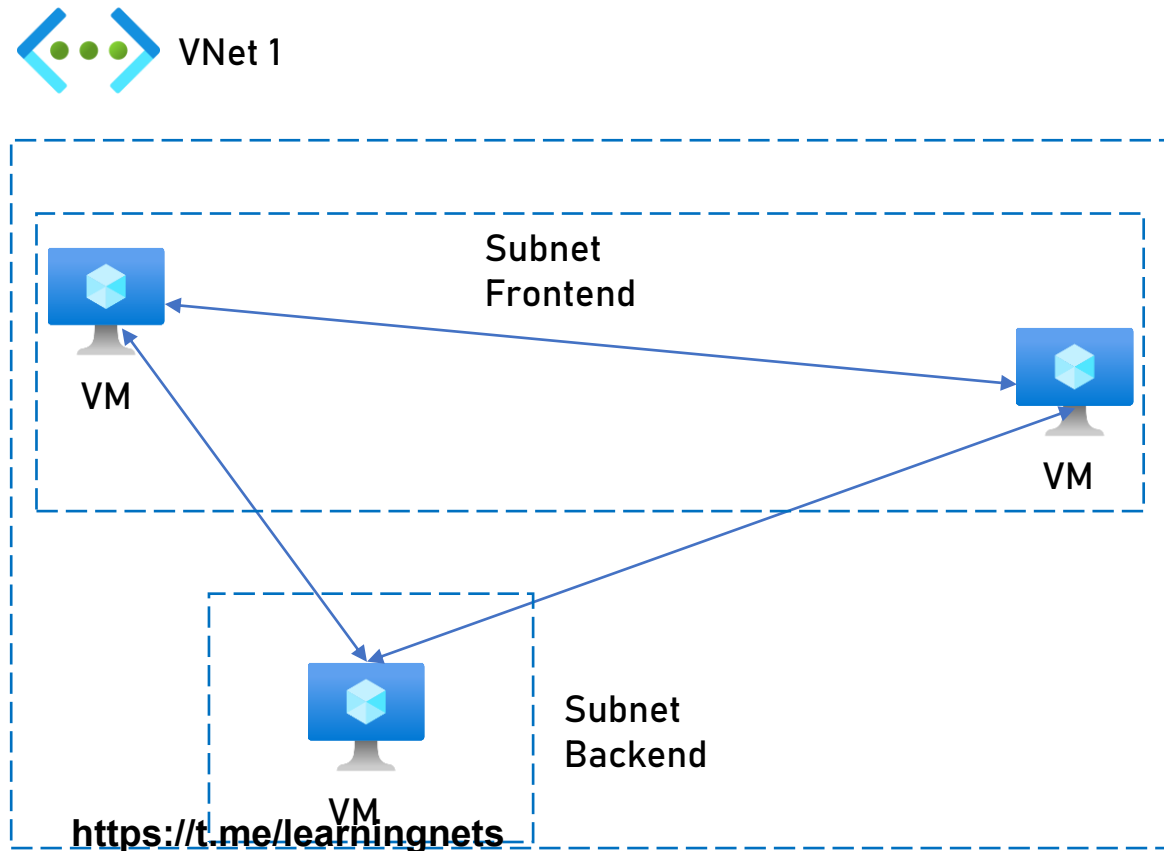 VNet 1
Subnet
Frontend
VM
VM
Subnet
Backend
VM
https://t.me/learningnets